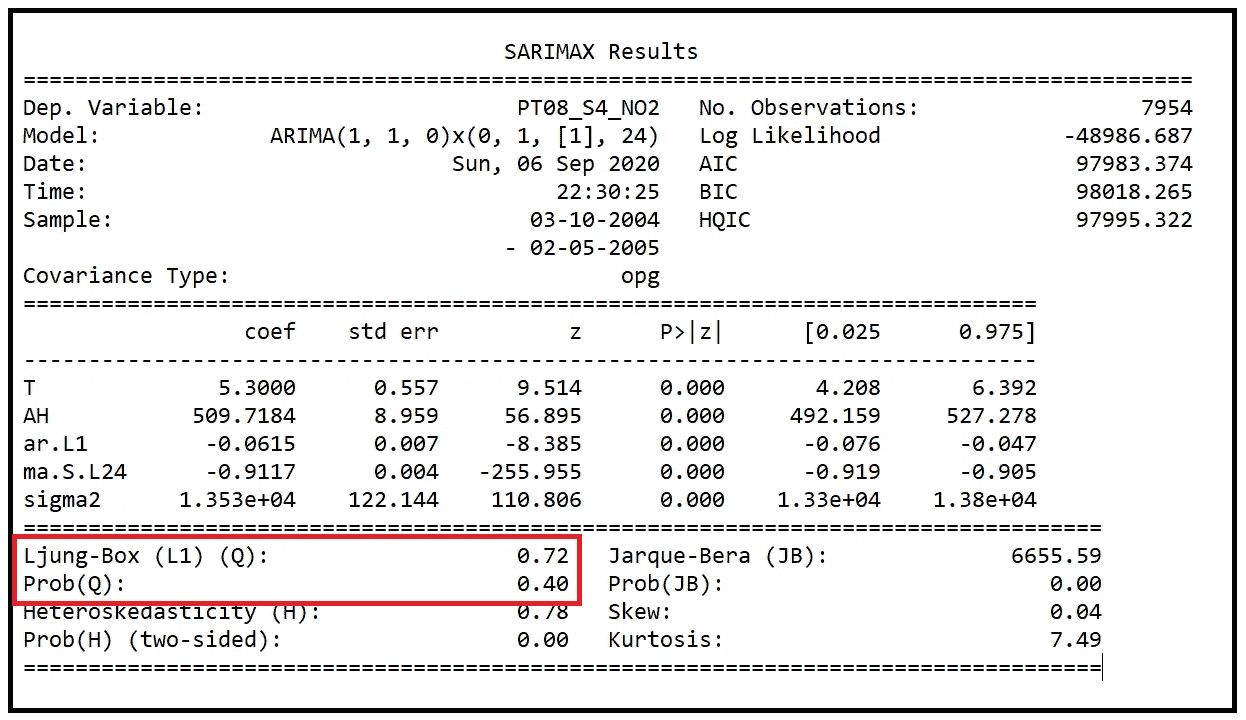 SARIMAX Results
==========================================================================================
Dep. Variable: PT08_S4_NO2 No. Observations: 7954
Model: ARIMA(1, 1, 0)x(0, 1, [1], 24) Log Likelihood -48986.687
Date: Sun, 06 Sep 2020 AIC 97983.374
Time: 22:30:25 BIC 98018.265
Sample: 03-10-2004 HQIC 97995.322
- 02-05-2005
Covariance Type: opg
==============================================================================
coef std err z P>|z| [0.025 0.975]
------------------------------------------------------------------------------
T 5.3000 0.557 9.514 0.000 4.208 6.392
AH 509.7184 8.959 56.895 0.000 492.159 527.278
ar.L1 -0.0615 0.007 -8.385 0.000 -0.076 -0.047
ma.S.L24 -0.9117 0.004 -255.955 0.000 -0.919 -0.905
sigma2 1.353e+04 122.144 110.806 0.000 1.33e+04 1.38e+04
===================================================================================
Ljung-Box (L1) (Q): 0.72 Jarque-Bera (JB): 6655.59
Prob(Q): 0.40 Prob(JB): 0.00
Heteroskedasticity (H): 0.78 Skew: 0.04
Prob(H) (two-sided): 0.00 Kurtosis: 7.49
===================================================================================